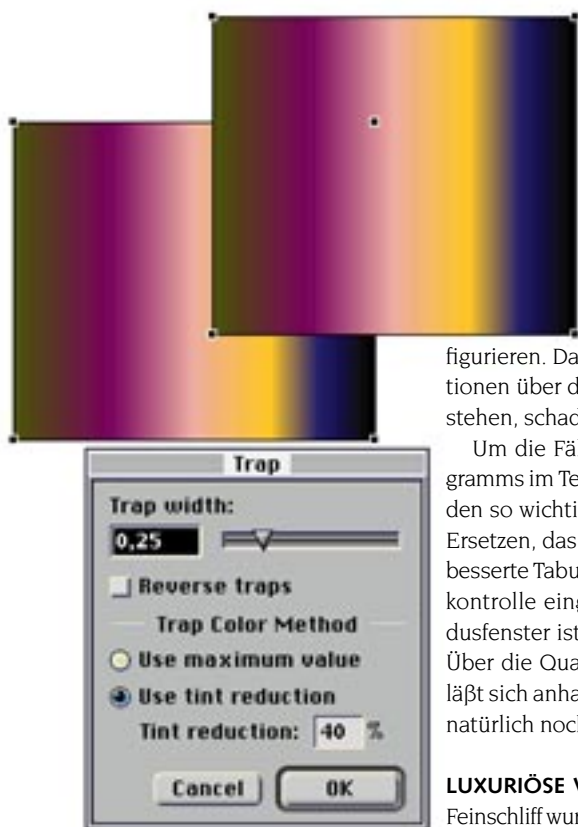 figurieren. Da
tionen über d
stehen, schad
Um die Fä
gramms im Te
den so wichti
Ersetzen, das
besserte Tabu
kontrolle eing
dusfenster ist
Über die Qua
läßt sich anha
natürlich noch
LUXURIÖSE V
Feinschliff wur
Trap
Trap width:
0,25
Reverse traps
Trap Color Method
Use maximum value
Use tint reduction
Tint reduction: 40 %
Cancel OK